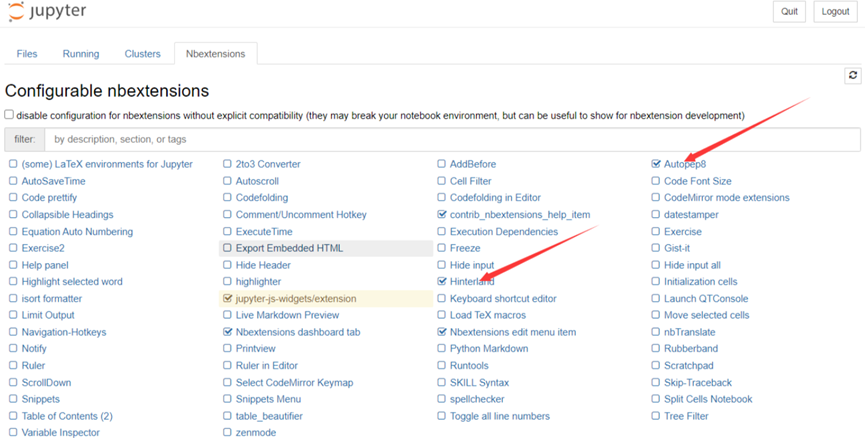 jupyter
Quit Logout
Files Running Clusters Nbextensions
Configurable nbextensions
disable configuration for nbextensions without explicit compatibility (they may break your notebook environment, but can be useful to show for nbextension development)
filter: by description, section, or tags
(some) LaTeX environments for Jupyter 2to3 Converter AddBefore Autopep8
AutoSaveTime Autoscroll Cell Filter Code Font Size
Code prettify Codefolding Codefolding in Editor CodeMirror mode extensions
Collapsible Headings Comment/Uncomment Hotkey contrib_nbextensions_help_item datestamper
Equation Auto Numbering ExecuteTime Execution Dependencies Exercise
Exercise2 Export Embedded HTML Freeze Gist-it
Help panel Hide Header Hide input Hide input all
Highlight selected word highlighter Hinterland Initialization cells
isort formatter jupyter-js-widgets/extension Keyboard shortcut editor Launch QTConsole
Limit Output Live Markdown Preview Load TeX macros Move selected cells
Navigation-Hotkeys Nbextensions dashboard tab Nbextensions edit menu item nbTranslate
Notify Printview Python Markdown Rubberband
Ruler Ruler in Editor Runtools Scratchpad
ScrollDown Select CodeMirror Keymap SKILL Syntax Skip-Traceback
Snippets Snippets Menu spellchecker Split Cells Notebook
Table of Contents (2) table_beautifier Toggle all line numbers Tree Filter
Variable Inspector zenmode